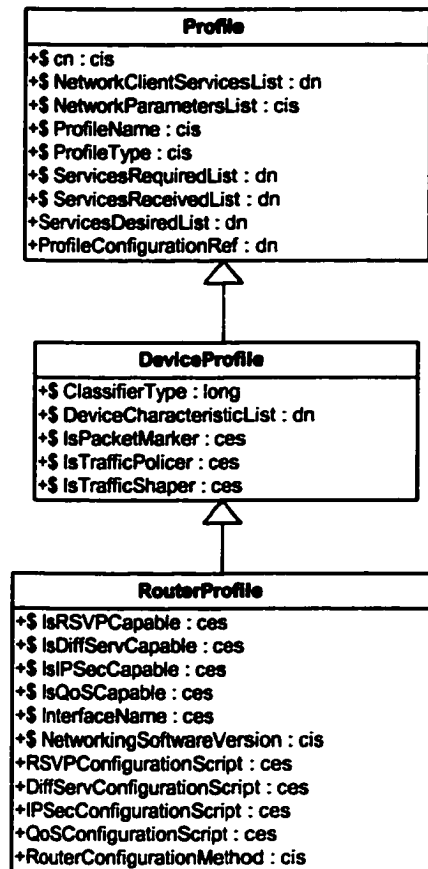 Profile
+$ cn : cis
+$ NetworkClientServicesList : dn
+$ NetworkParametersList : cis
+$ ProfileName : cis
+$ ProfileType : cis
+$ ServicesRequiredList : dn
+$ ServicesReceivedList : dn
+ServicesDesiredList : dn
+ProfileConfigurationRef : dn
DeviceProfile
+$ ClassifierType : long
+$ DeviceCharacteristicList : dn
+$ IsPacketMarker : ces
+$ IsTrafficPolicer : ces
+$ IsTrafficShaper : ces
RouterProfile
+$ IsRSVPCapable : ces
+$ IsDiffServCapable : ces
+$ IsIPSecCapable : ces
+$ IsQoSCapable : ces
+$ InterfaceName : ces
+$ NetworkingSoftwareVersion : cis
+RSVPConfigurationScript : ces
+DiffServConfigurationScript : ces
+IPSecConfigurationScript : ces
+QoSConfigurationScript : ces
+RouterConfigurationMethod : cis